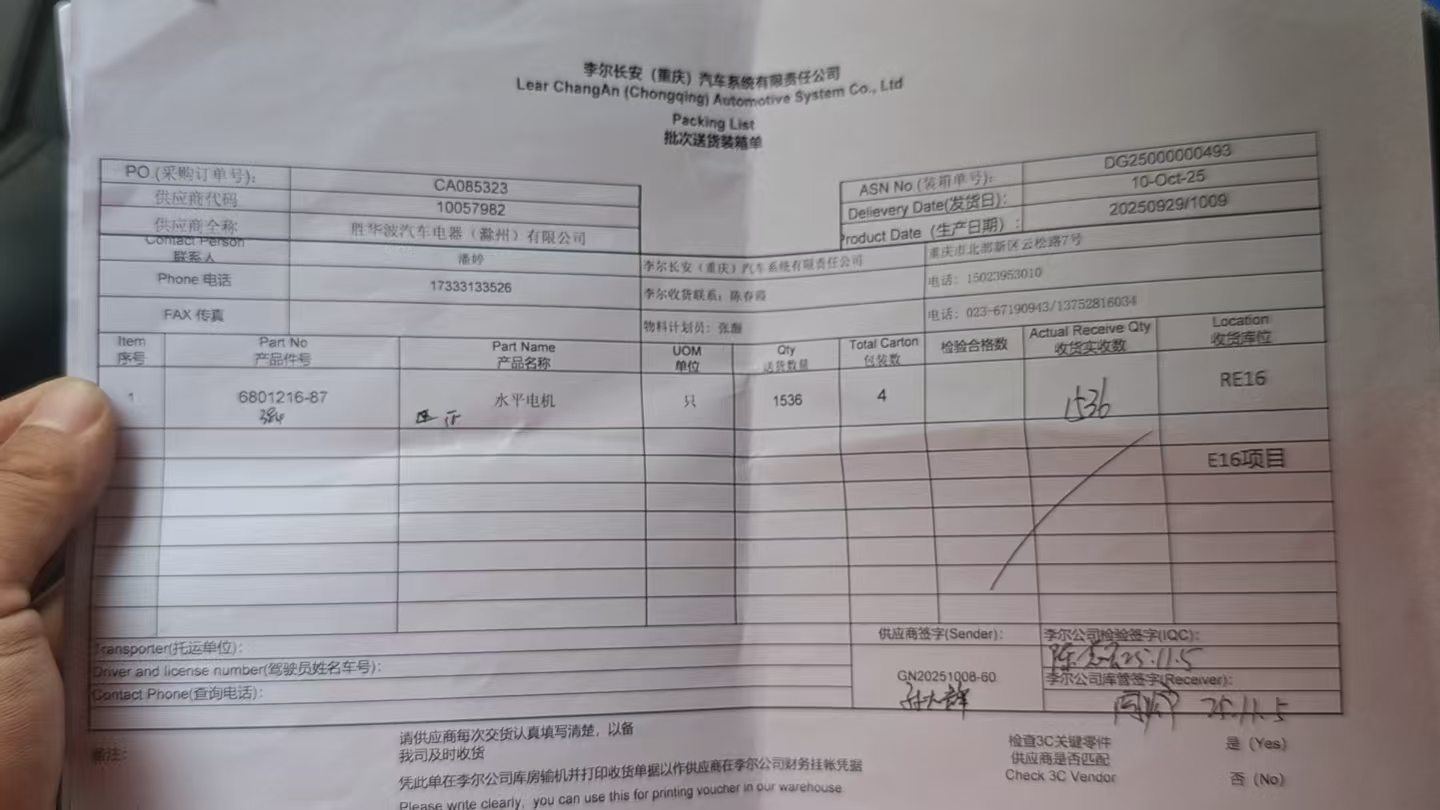 李尔长安（重庆）汽车系统有限责任公司
Lear ChangAn (Chongqing) Automotive System Co., Ltd
Packing List
批次送货装箱单
PO.(采购订单号): CA085323
供应商代码 10057982
供应商全称 胜华波汽车电器（滁州）有限公司
Contact Person
联系人 潘婷
Phone 电话 17333133526
FAX 传真
ASN No (装箱单号): DG25000000493
Delievery Date(发货日): 10-Oct-25
Product Date（生产日期）: 20250929/1009
李尔长安（重庆）汽车系统有限责任公司 重庆市北部新区云松路7号
李尔收货联系：陈春霞 电话：15023953010
物料计划员：张 电话：023-67190943/13752816034
Item Part No Part Name UOM Qty Total Carton 检验合格数 Actual Receive Qty Location
序号 产品件号 产品名称 单位 送货数量 包装数 收货实收数 收货库位
1 6801216-87 水平电机 只 1536 4 1536 RE16
384
E16项目
Transporter(托运单位):
Driver and license number(驾驶员姓名车号):
Contact Phone(查询电话):
供应商签字(Sender):
GN20251008-60
李尔公司检验签字(IQC):
陈 25.11.5
李尔公司库管签字(Receiver):
25.11.5
备注:
请供应商每次交货认真填写清楚，以备
我司及时收货
凭此单在李尔公司库房输机并打印收货单据以作供应商在李尔公司财务挂帐凭据
Please write clearly, you can use this for printing voucher in our warehouse
检查3C关键零件 是 (Yes)
供应商是否匹配
Check 3C Vendor 否 (No)